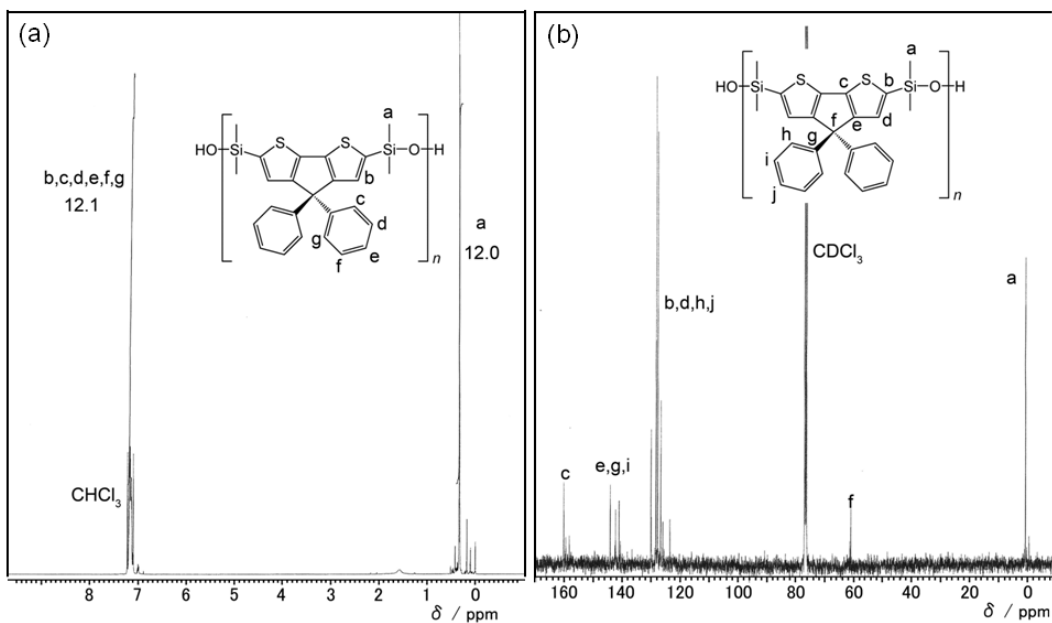 (a)
a
S
S
HO
Si
Si
O
H
b
c
d
g
e
f
n
b,c,d,e,f,g
12.1
a
12.0
CHCl3
8
7
6
5
4
3
2
1
0
δ / ppm
(b)
a
S
c
S
b
HO
Si
Si
O
H
e
d
f
h
g
i
j
n
CDCl3
b,d,h,j
a
c
e,g,i
f
160
140
120
100
80
60
40
20
0
δ / ppm